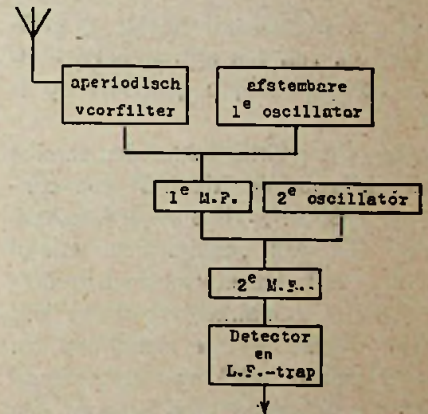 aperiodisch
voorfilter
afstembare
1e oscillator
1e M.F.
2e oscillator
2e M.F.
Detector
en
L.F.-trap